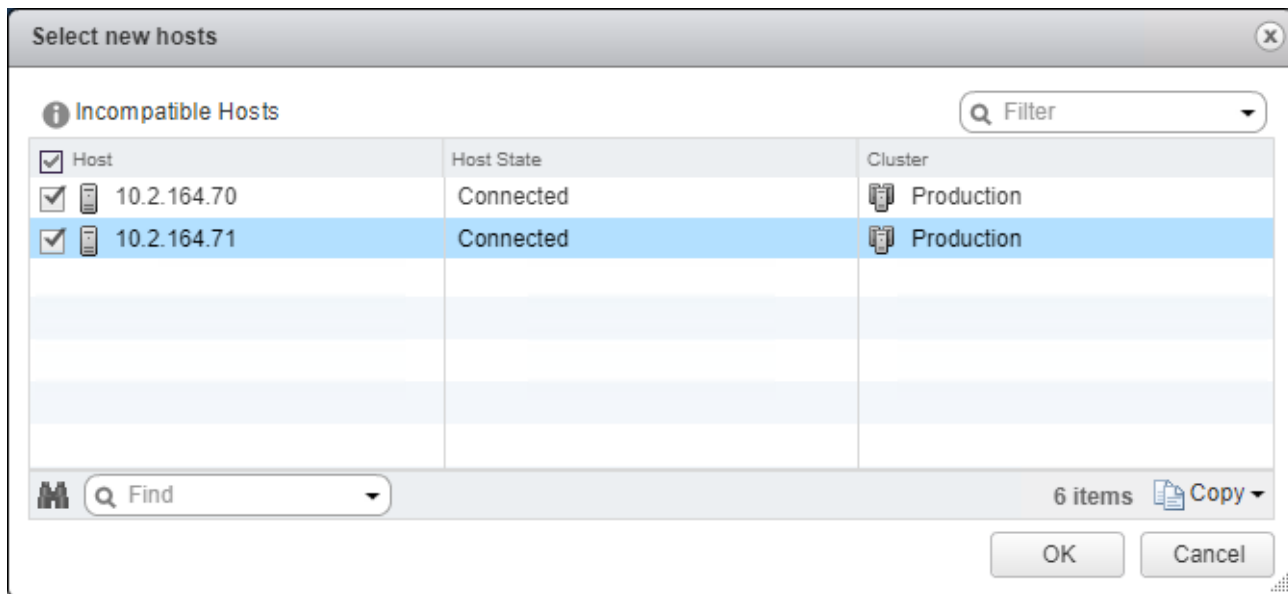 Select new hosts
Incompatible Hosts
Filter
Host Host State Cluster
10.2.164.70 Connected Production
10.2.164.71 Connected Production
Find 6 items Copy
OK Cancel